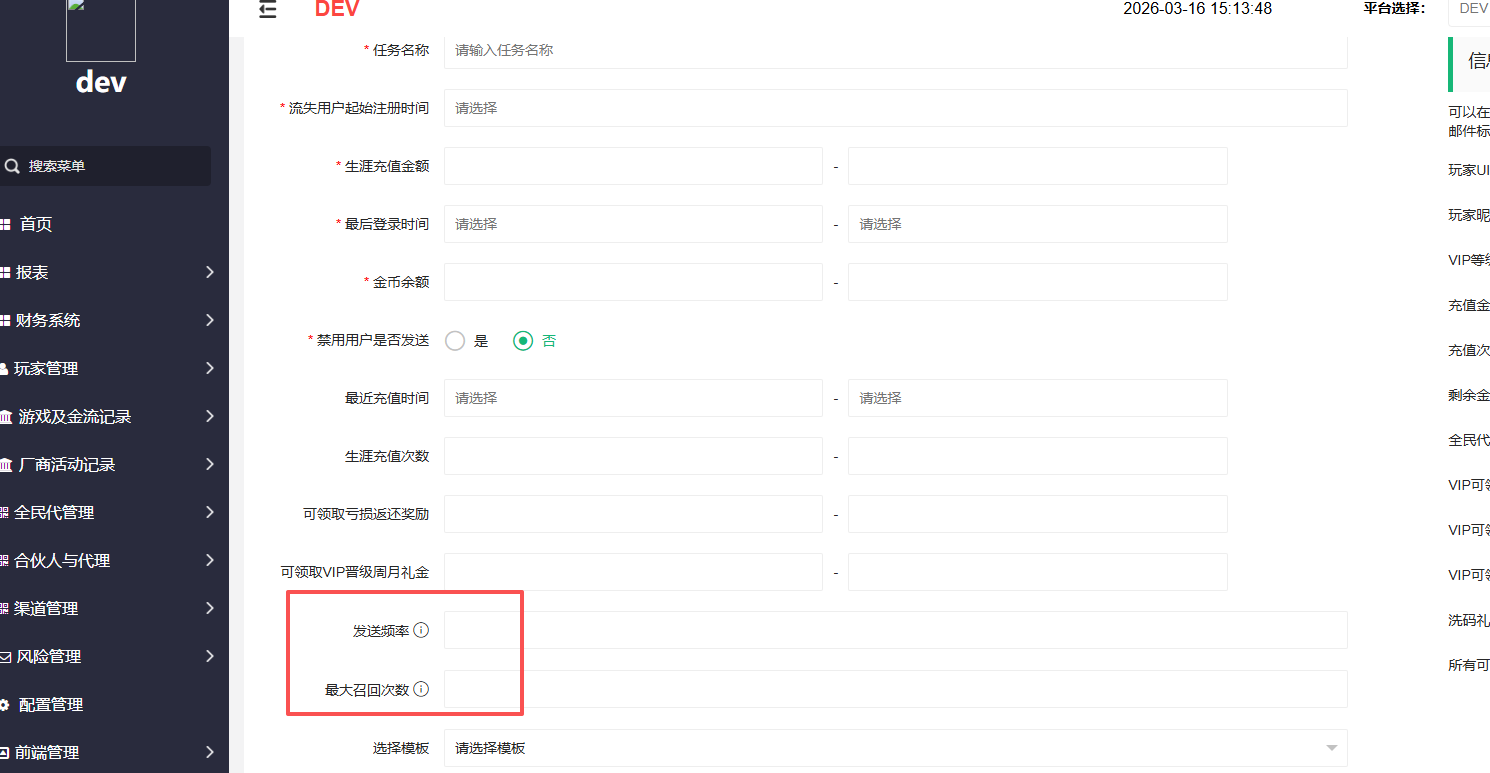 DEV
2026-03-16 15:13:48
平台选择：
DEV
dev
搜索菜单
首页
报表
财务系统
玩家管理
游戏及金流记录
厂商活动记录
全民代管理
合伙人与代理
渠道管理
风险管理
配置管理
前端管理
* 任务名称 请输入任务名称
* 流失用户起始注册时间 请选择
* 生涯充值金额 -
* 最后登录时间 请选择 - 请选择
* 金币余额 -
* 禁用用户是否发送 是 否
最近充值时间 请选择 - 请选择
生涯充值次数 -
可领取亏损返还奖励 -
可领取VIP晋级周月礼金 -
发送频率
最大召回次数
选择模板 请选择模板
信
可以在
邮件标
玩家UI
玩家昵
VIP等级
充值金
充值次
剩余金
全民代
VIP可领
VIP可领
VIP可领
洗码礼
所有可